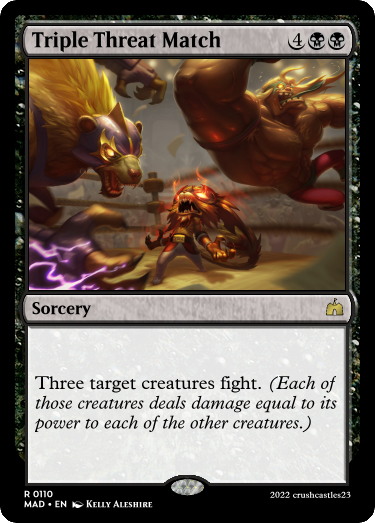 Triple Threat Match 4
Sorcery
Three target creatures fight. (Each of
those creatures deals damage equal to its
power to each of the other creatures.)
R 0110
MAD • EN Kelly Aleshire
2022 crushcastles23